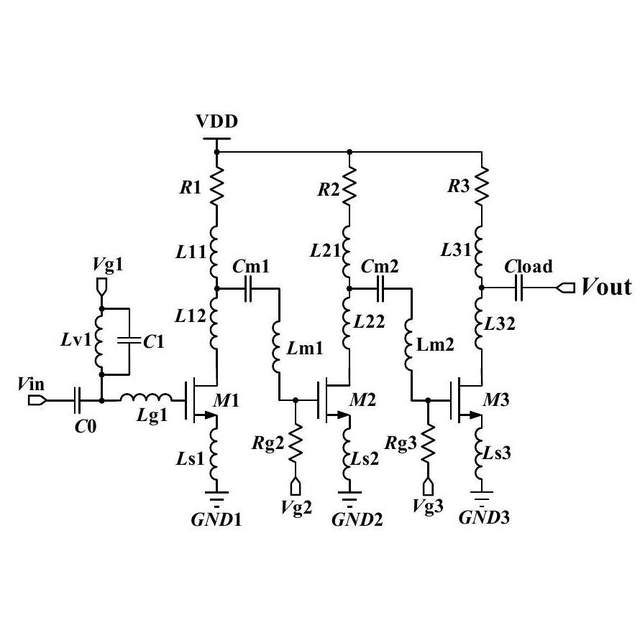 VDD
R1
R2
R3
L11
L21
L31
Cm1
Cm2
Cload
Vout
Vg1
L12
L22
L32
Lv1
C1
Lm1
Lm2
Vin
C0
Lg1
M1
M2
M3
Rg2
Rg3
Ls1
Ls2
Ls3
Vg2
Vg3
GND1
GND2
GND3